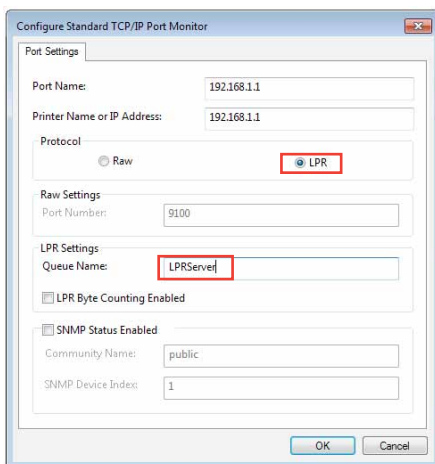 Configure Standard TCP/IP Port Monitor
Port Settings
Port Name: 192.168.1.1
Printer Name or IP Address: 192.168.1.1
Protocol
Raw LPR
Raw Settings
Port Number: 9100
LPR Settings
Queue Name: LPRServer
LPR Byte Counting Enabled
SNMP Status Enabled
Community Name: public
SNMP Device Index: 1
OK Cancel